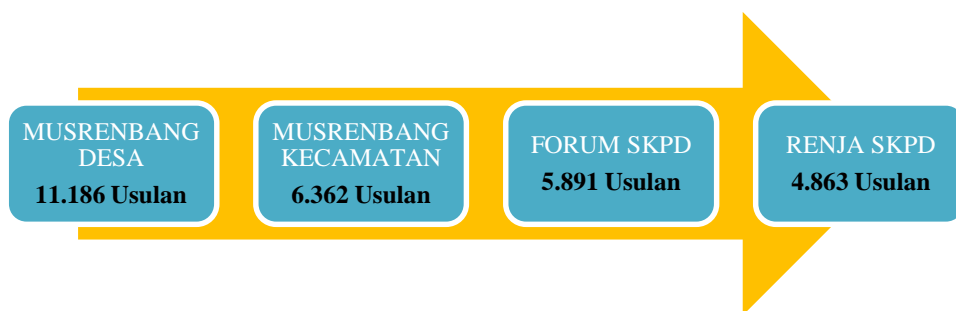 MUSRENBANG
DESA
11.186 Usulan
MUSRENBANG
KECAMATAN
6.362 Usulan
FORUM SKPD
5.891 Usulan
RENJA SKPD
4.863 Usulan